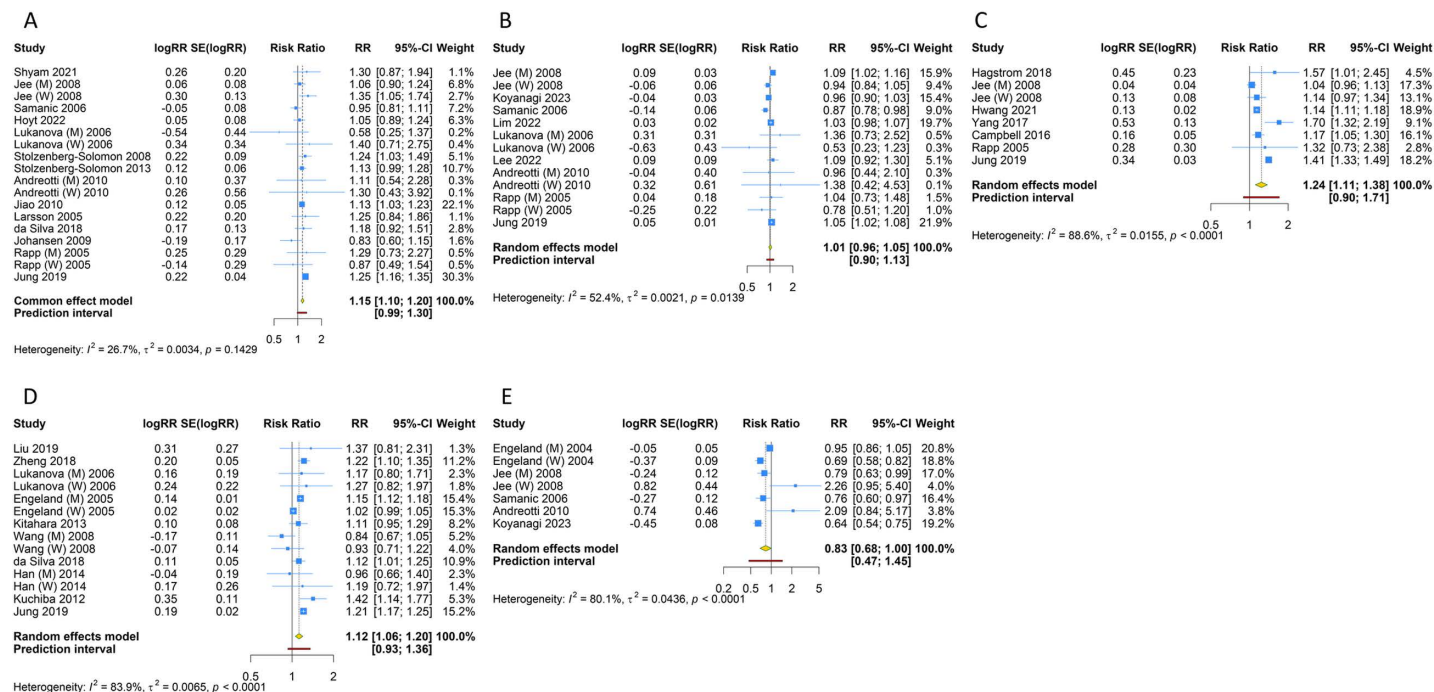 A
Study logRR SE(logRR) Risk Ratio RR 95%-CI Weight
Shyam 2021 0.26 0.20 1.30 [0.87; 1.94] 1.1%
Jee (M) 2008 0.06 0.08 1.06 [0.90; 1.24] 6.8%
Jee (W) 2008 0.30 0.13 1.35 [1.05; 1.74] 2.7%
Samanic 2006 -0.05 0.08 0.95 [0.81; 1.11] 7.2%
Hoyt 2022 0.05 0.08 1.05 [0.89; 1.24] 6.3%
Lukanova (M) 2006 -0.54 0.44 0.58 [0.25; 1.37] 0.2%
Lukanova (W) 2006 0.34 0.34 1.40 [0.71; 2.75] 0.4%
Stolzenberg-Solomon 2008 0.22 0.09 1.24 [1.03; 1.49] 5.1%
Stolzenberg-Solomon 2013 0.12 0.06 1.13 [0.99; 1.28] 10.7%
Andreotti (M) 2010 0.10 0.37 1.11 [0.54; 2.28] 0.3%
Andreotti (W) 2010 0.26 0.56 1.30 [0.43; 3.92] 0.1%
Jiao 2010 0.12 0.05 1.13 [1.03; 1.23] 22.1%
Larsson 2005 0.22 0.20 1.25 [0.84; 1.86] 1.1%
da Silva 2018 0.17 0.13 1.18 [0.92; 1.51] 2.8%
Johansen 2009 -0.19 0.17 0.83 [0.60; 1.15] 1.6%
Rapp (M) 2005 0.25 0.29 1.29 [0.73; 2.27] 0.5%
Rapp (W) 2005 -0.14 0.29 0.87 [0.49; 1.54] 0.5%
Jung 2019 0.22 0.04 1.25 [1.16; 1.35] 30.3%
Common effect model 1.15 [1.10; 1.20] 100.0%
Prediction interval [0.99; 1.30]
0.5 1 2
Heterogeneity: I² = 26.7%, τ² = 0.0034, p = 0.1429
B
Study logRR SE(logRR) Risk Ratio RR 95%-CI Weight
Jee (M) 2008 0.09 0.03 1.09 [1.02; 1.16] 15.9%
Jee (W) 2008 -0.06 0.06 0.94 [0.84; 1.05] 9.4%
Koyanagi 2023 -0.04 0.03 0.96 [0.90; 1.03] 15.4%
Samanic 2006 -0.14 0.06 0.87 [0.78; 0.98] 9.0%
Lim 2022 0.03 0.02 1.03 [0.98; 1.07] 19.7%
Lukanova (M) 2006 0.31 0.31 1.36 [0.73; 2.52] 0.5%
Lukanova (W) 2006 -0.63 0.43 0.53 [0.23; 1.23] 0.3%
Lee 2022 0.09 0.09 1.09 [0.92; 1.30] 5.1%
Andreotti (M) 2010 -0.04 0.40 0.96 [0.44; 2.10] 0.3%
Andreotti (W) 2010 0.32 0.61 1.38 [0.42; 4.53] 0.1%
Rapp (M) 2005 0.04 0.18 1.04 [0.73; 1.48] 1.5%
Rapp (W) 2005 -0.25 0.22 0.78 [0.51; 1.20] 1.0%
Jung 2019 0.05 0.01 1.05 [1.02; 1.08] 21.9%
Random effects model 1.01 [0.96; 1.05] 100.0%
Prediction interval [0.90; 1.13]
0.5 1 2
Heterogeneity: I² = 52.4%, τ² = 0.0021, p = 0.0139
C
Study logRR SE(logRR) Risk Ratio RR 95%-CI Weight
Hagstrom 2018 0.45 0.23 1.57 [1.01; 2.45] 4.5%
Jee (M) 2008 0.04 0.04 1.04 [0.96; 1.13] 17.3%
Jee (W) 2008 0.13 0.08 1.14 [0.97; 1.34] 13.1%
Hwang 2021 0.13 0.02 1.14 [1.11; 1.18] 18.9%
Yang 2017 0.53 0.13 1.70 [1.32; 2.19] 9.1%
Campbell 2016 0.16 0.05 1.17 [1.05; 1.30] 16.1%
Rapp 2005 0.28 0.30 1.32 [0.73; 2.38] 2.8%
Jung 2019 0.34 0.03 1.41 [1.33; 1.49] 18.2%
Random effects model 1.24 [1.11; 1.38] 100.0%
Prediction interval [0.90; 1.71]
1 2
Heterogeneity: I² = 88.6%, τ² = 0.0155, p < 0.0001
D
Study logRR SE(logRR) Risk Ratio RR 95%-CI Weight
Liu 2019 0.31 0.27 1.37 [0.81; 2.31] 1.3%
Zheng 2018 0.20 0.05 1.22 [1.10; 1.35] 11.2%
Lukanova (M) 2006 0.16 0.19 1.17 [0.80; 1.71] 2.3%
Lukanova (W) 2006 0.24 0.22 1.27 [0.82; 1.97] 1.8%
Engeland (M) 2005 0.14 0.01 1.15 [1.12; 1.18] 15.4%
Engeland (W) 2005 0.02 0.02 1.02 [0.99; 1.05] 15.3%
Kitahara 2013 0.10 0.08 1.11 [0.95; 1.29] 8.2%
Wang (M) 2008 -0.17 0.11 0.84 [0.67; 1.05] 5.2%
Wang (W) 2008 -0.07 0.14 0.93 [0.71; 1.22] 4.0%
da Silva 2018 0.11 0.05 1.12 [1.01; 1.25] 10.9%
Han (M) 2014 -0.04 0.19 0.96 [0.66; 1.40] 2.3%
Han (W) 2014 0.17 0.26 1.19 [0.72; 1.97] 1.4%
Kuchiba 2012 0.35 0.11 1.42 [1.14; 1.77] 5.3%
Jung 2019 0.19 0.02 1.21 [1.17; 1.25] 15.2%
Random effects model 1.12 [1.06; 1.20] 100.0%
Prediction interval [0.93; 1.36]
0.5 1 2
Heterogeneity: I² = 83.9%, τ² = 0.0065, p < 0.0001
E
Study logRR SE(logRR) Risk Ratio RR 95%-CI Weight
Engeland (M) 2004 -0.05 0.05 0.95 [0.86; 1.05] 20.8%
Engeland (W) 2004 -0.37 0.09 0.69 [0.58; 0.82] 18.8%
Jee (M) 2008 -0.24 0.12 0.79 [0.63; 0.99] 17.0%
Jee (W) 2008 0.82 0.44 2.26 [0.95; 5.40] 4.0%
Samanic 2006 -0.27 0.12 0.76 [0.60; 0.97] 16.4%
Andreotti 2010 0.74 0.46 2.09 [0.84; 5.17] 3.8%
Koyanagi 2023 -0.45 0.08 0.64 [0.54; 0.75] 19.2%
Random effects model 0.83 [0.68; 1.00] 100.0%
Prediction interval [0.47; 1.45]
0.2 0.5 1 2 5
Heterogeneity: I² = 80.1%, τ² = 0.0436, p < 0.0001